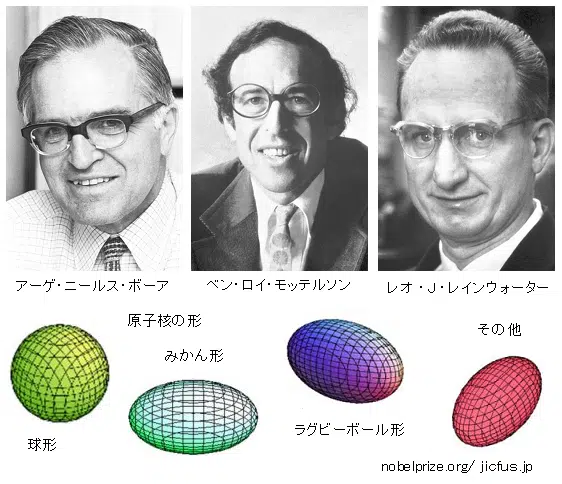 アーゲ・ニールス・ボーア
ベン・ロイ・モッテルソン
レオ・J・レインウォーター
原子核の形
みかん形
その他
球形
ラグビーボール形
nobelprize.org/ jicfus.jp